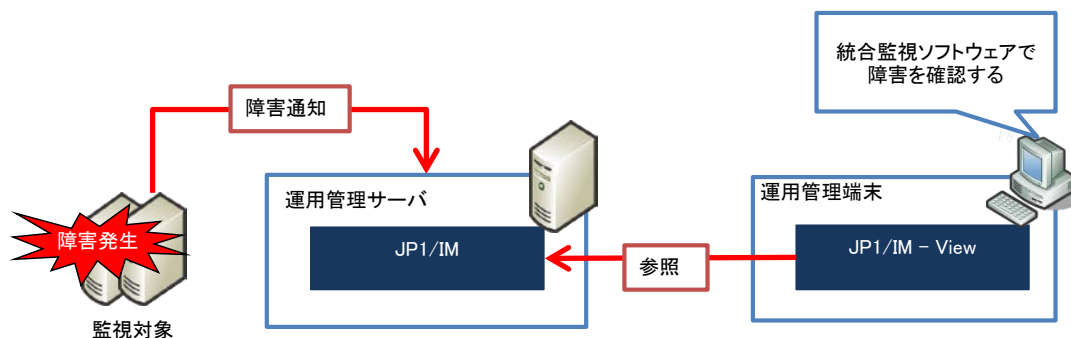 統合監視ソフトウェアで
障害を確認する
障害通知
運用管理サーバ
運用管理端末
障害発生
JP1/IM
参照
JP1/IM - View
監視対象